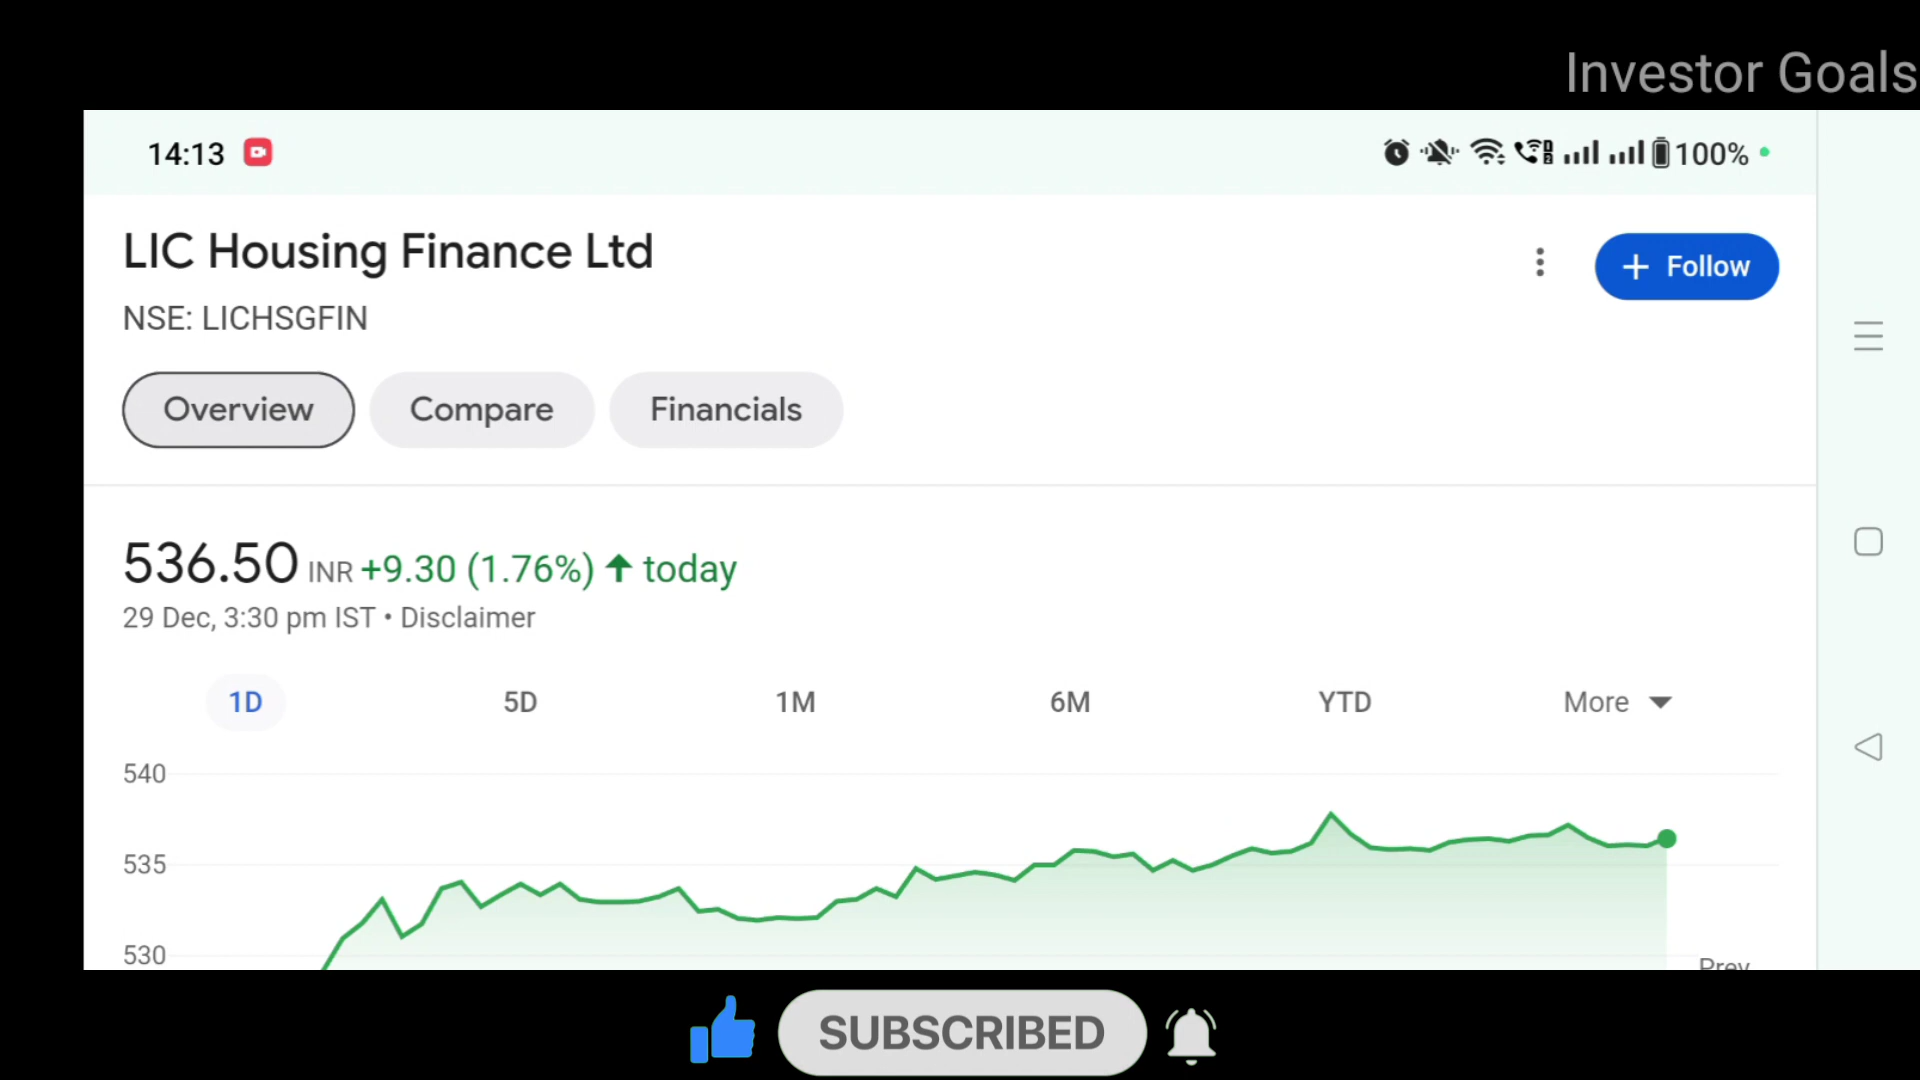 Investor Goals
14:13
100%
LIC Housing Finance Ltd
+ Follow
NSE: LICHSGFIN
Overview Compare Financials
536.50 INR +9.30 (1.76%) ↑ today
29 Dec, 3:30 pm IST • Disclaimer
1D 5D 1M 6M YTD More
540
535
530
Prev
SUBSCRIBED